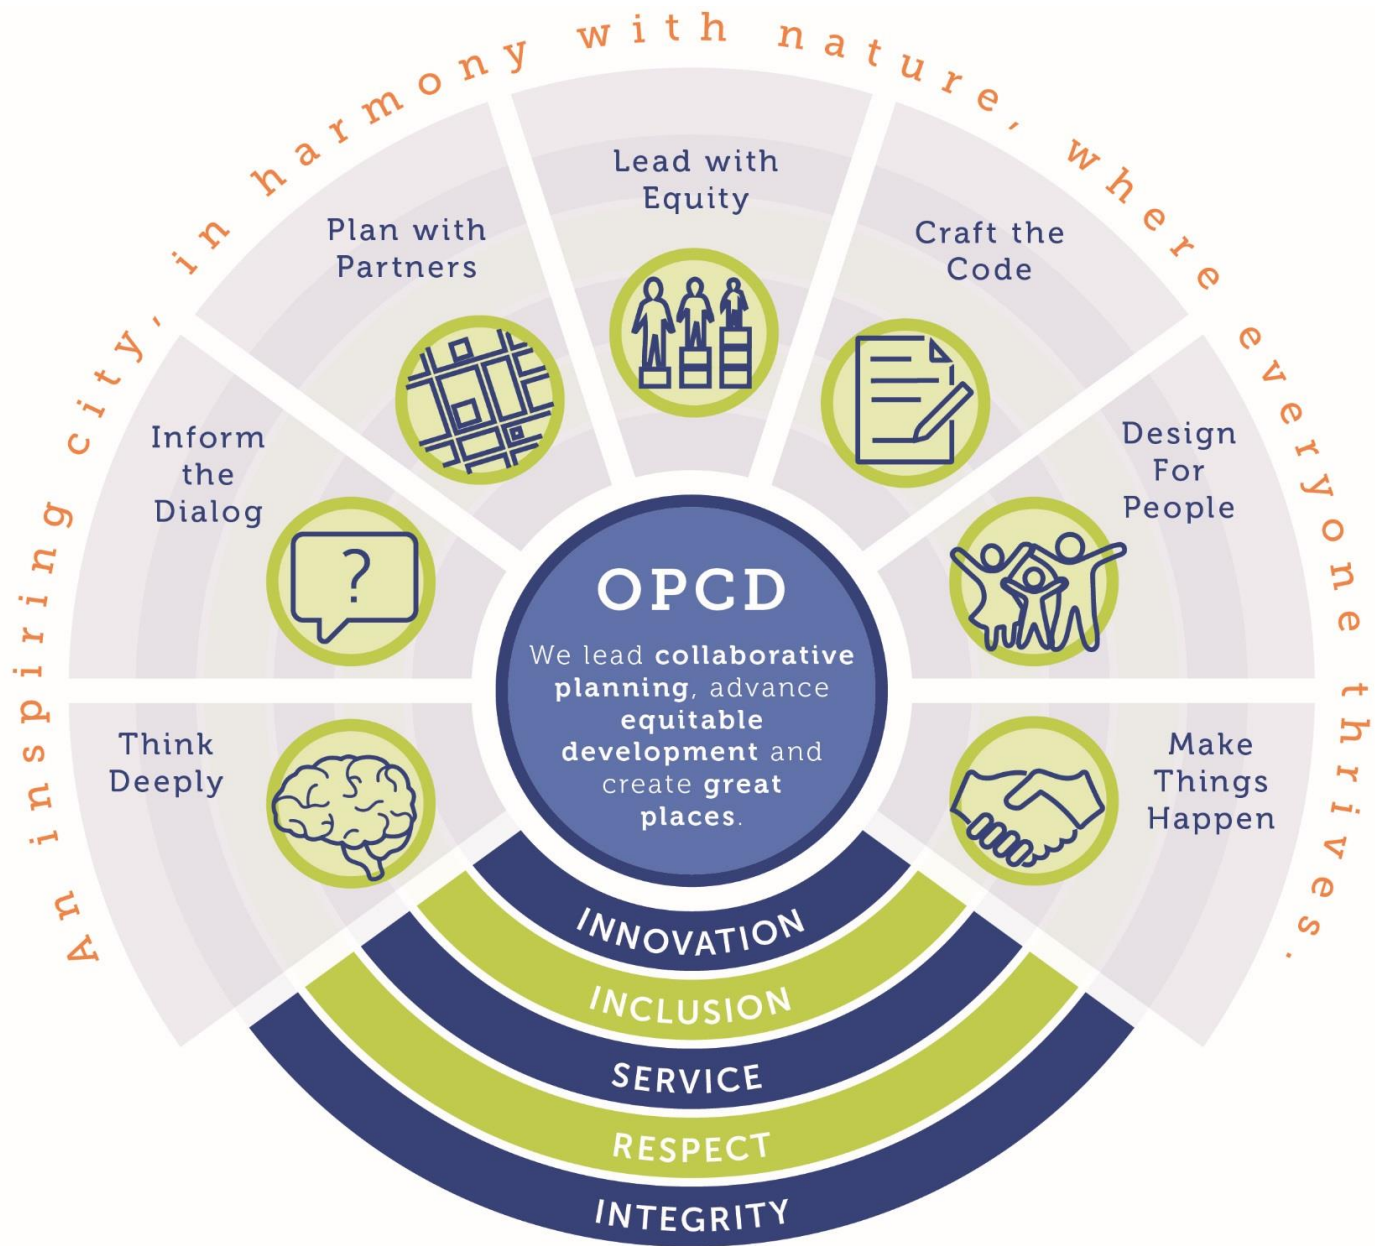 An inspiring city, in harmony with nature, where everyone thrives.
Think
Deeply
Inform
the
Dialog
?
Plan with
Partners
Lead with
Equity
Craft the
Code
Design
For
People
Make
Things
Happen
OPCD
We lead collaborative
planning, advance
equitable
development and
create great
places.
INNOVATION
INCLUSION
SERVICE
RESPECT
INTEGRITY